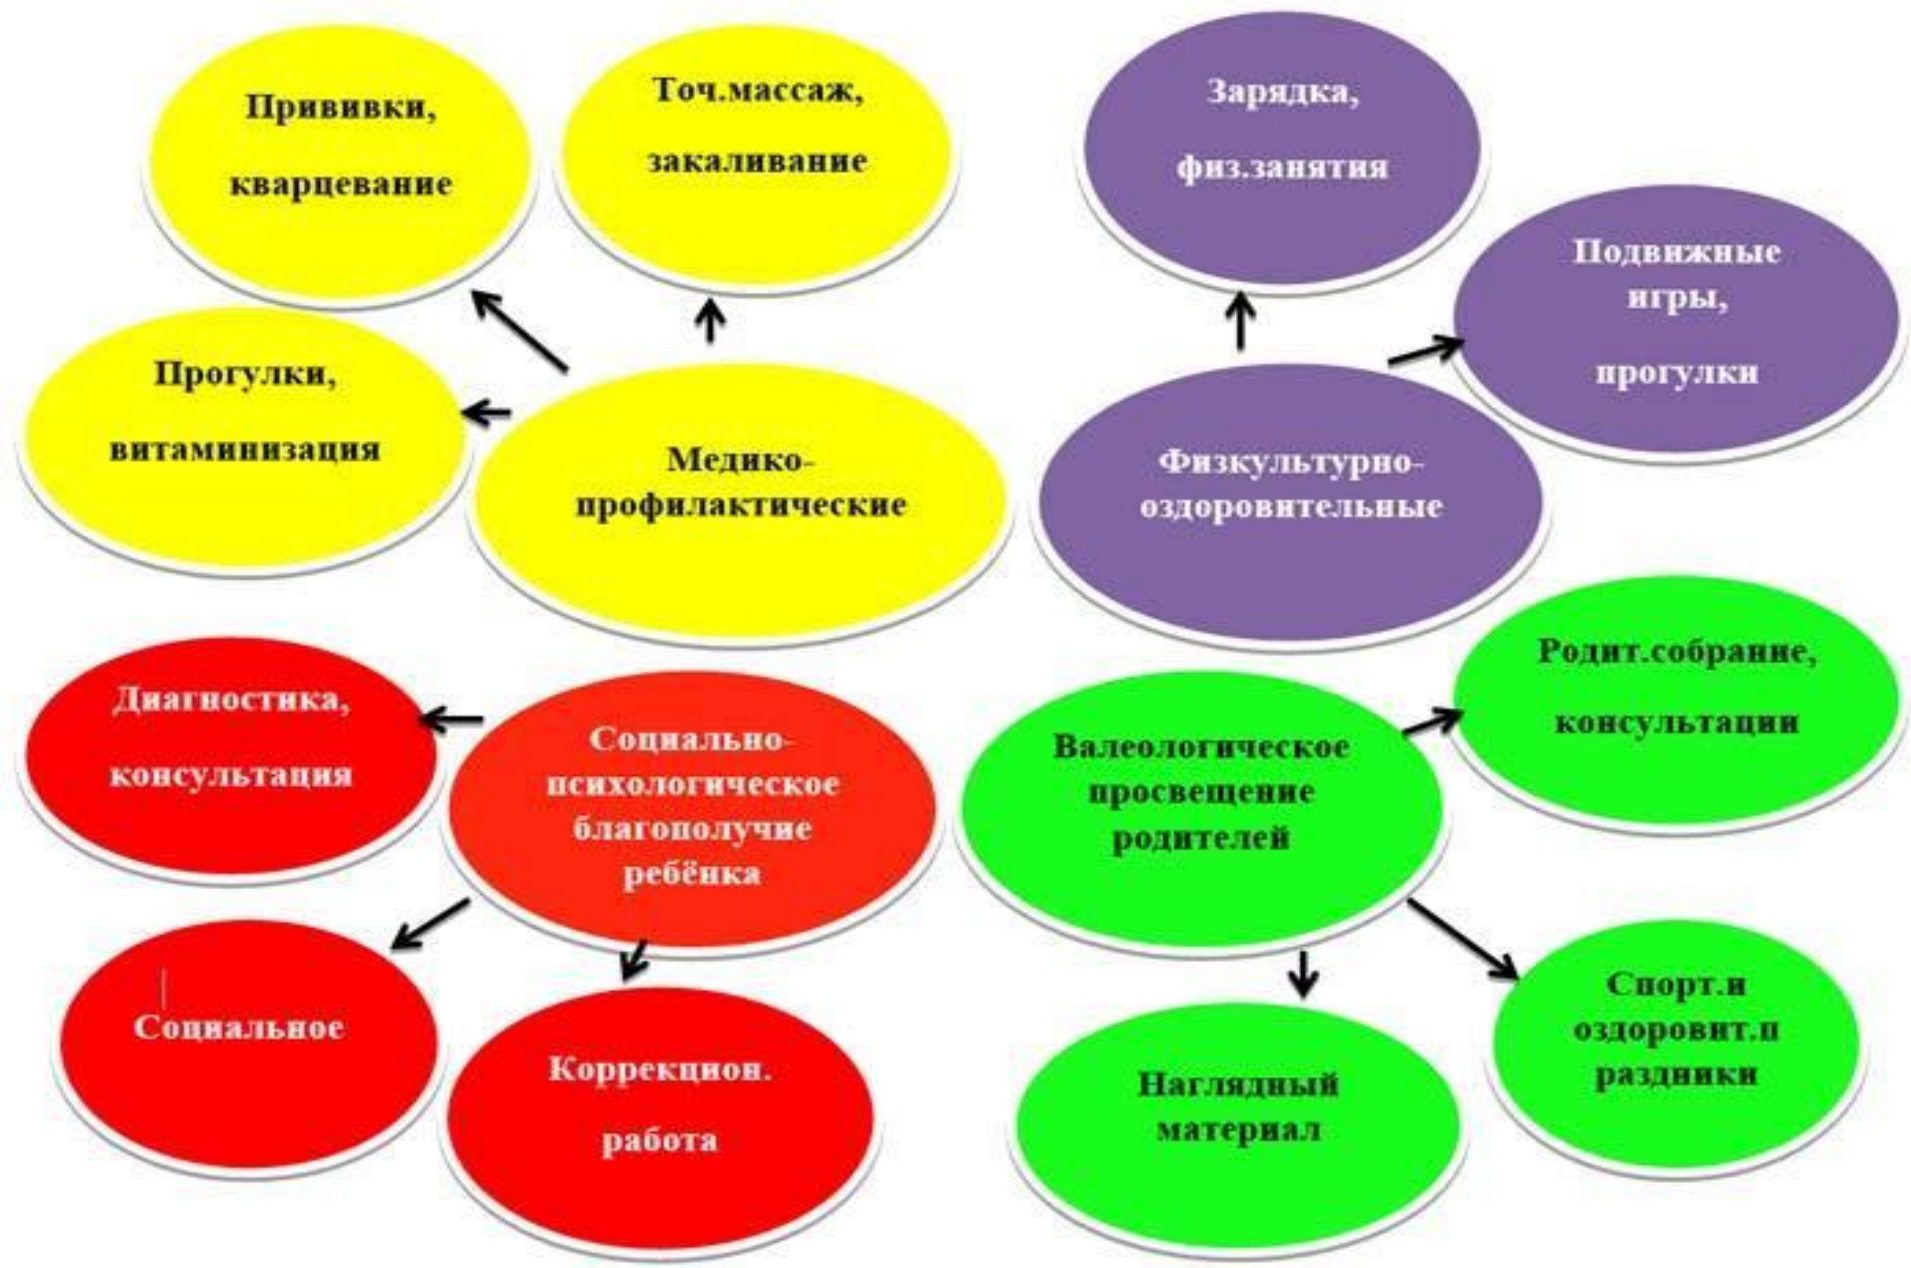 Прививки,
кварцевание
Точ.массаж,
закаливание
Прогулки,
витаминизация
Медико-
профилактические
Зарядка,
физ.занятия
Подвижные
игры,
прогулки
Физкультурно-
оздоровительные
Диагностика,
консультация
Социально-
психологическое
благополучие
ребёнка
Социальное
Коррекцион.
работа
Валеологическое
просвещение
родителей
Родит.собрание,
консультации
Спорт.и
оздоровит.п
раздники
Наглядный
материал